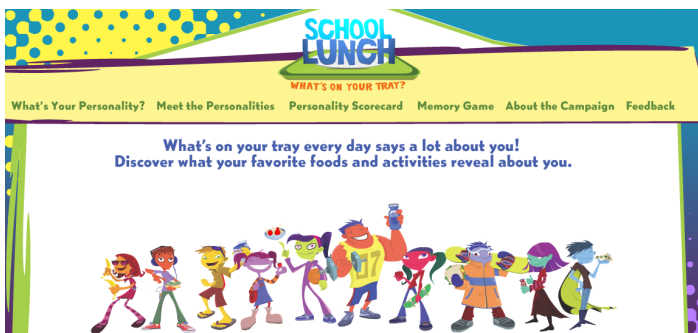 SCHOOL
LUNCH
WHAT'S ON YOUR TRAY?
What's Your Personality? Meet the Personalities Personality Scorecard Memory Game About the Campaign Feedback
What's on your tray every day says a lot about you!
Discover what your favorite foods and activities reveal about you.
07